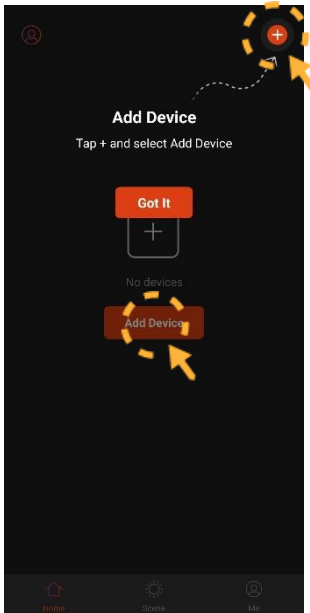 Add Device
Tap + and select Add Device
Got It
No devices
Add Device
Home
Scene
Me